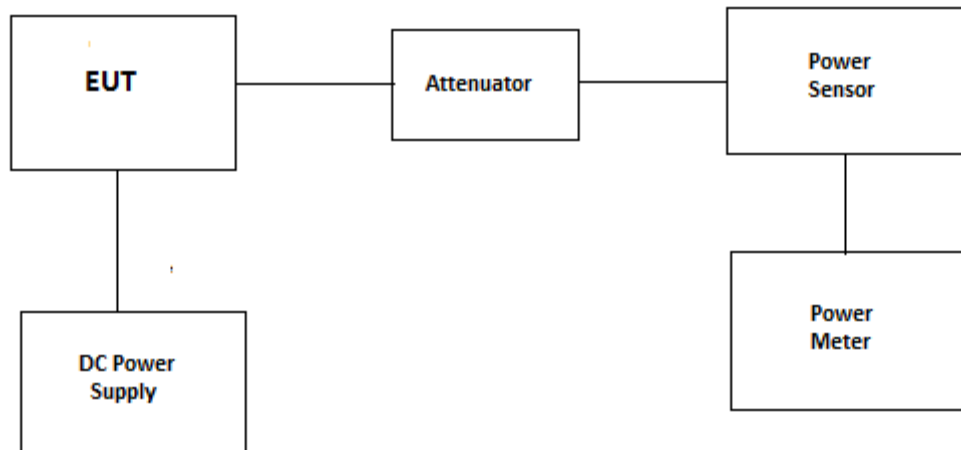 EUT
Attenuator
Power
Sensor
Power
Meter
DC Power
Supply